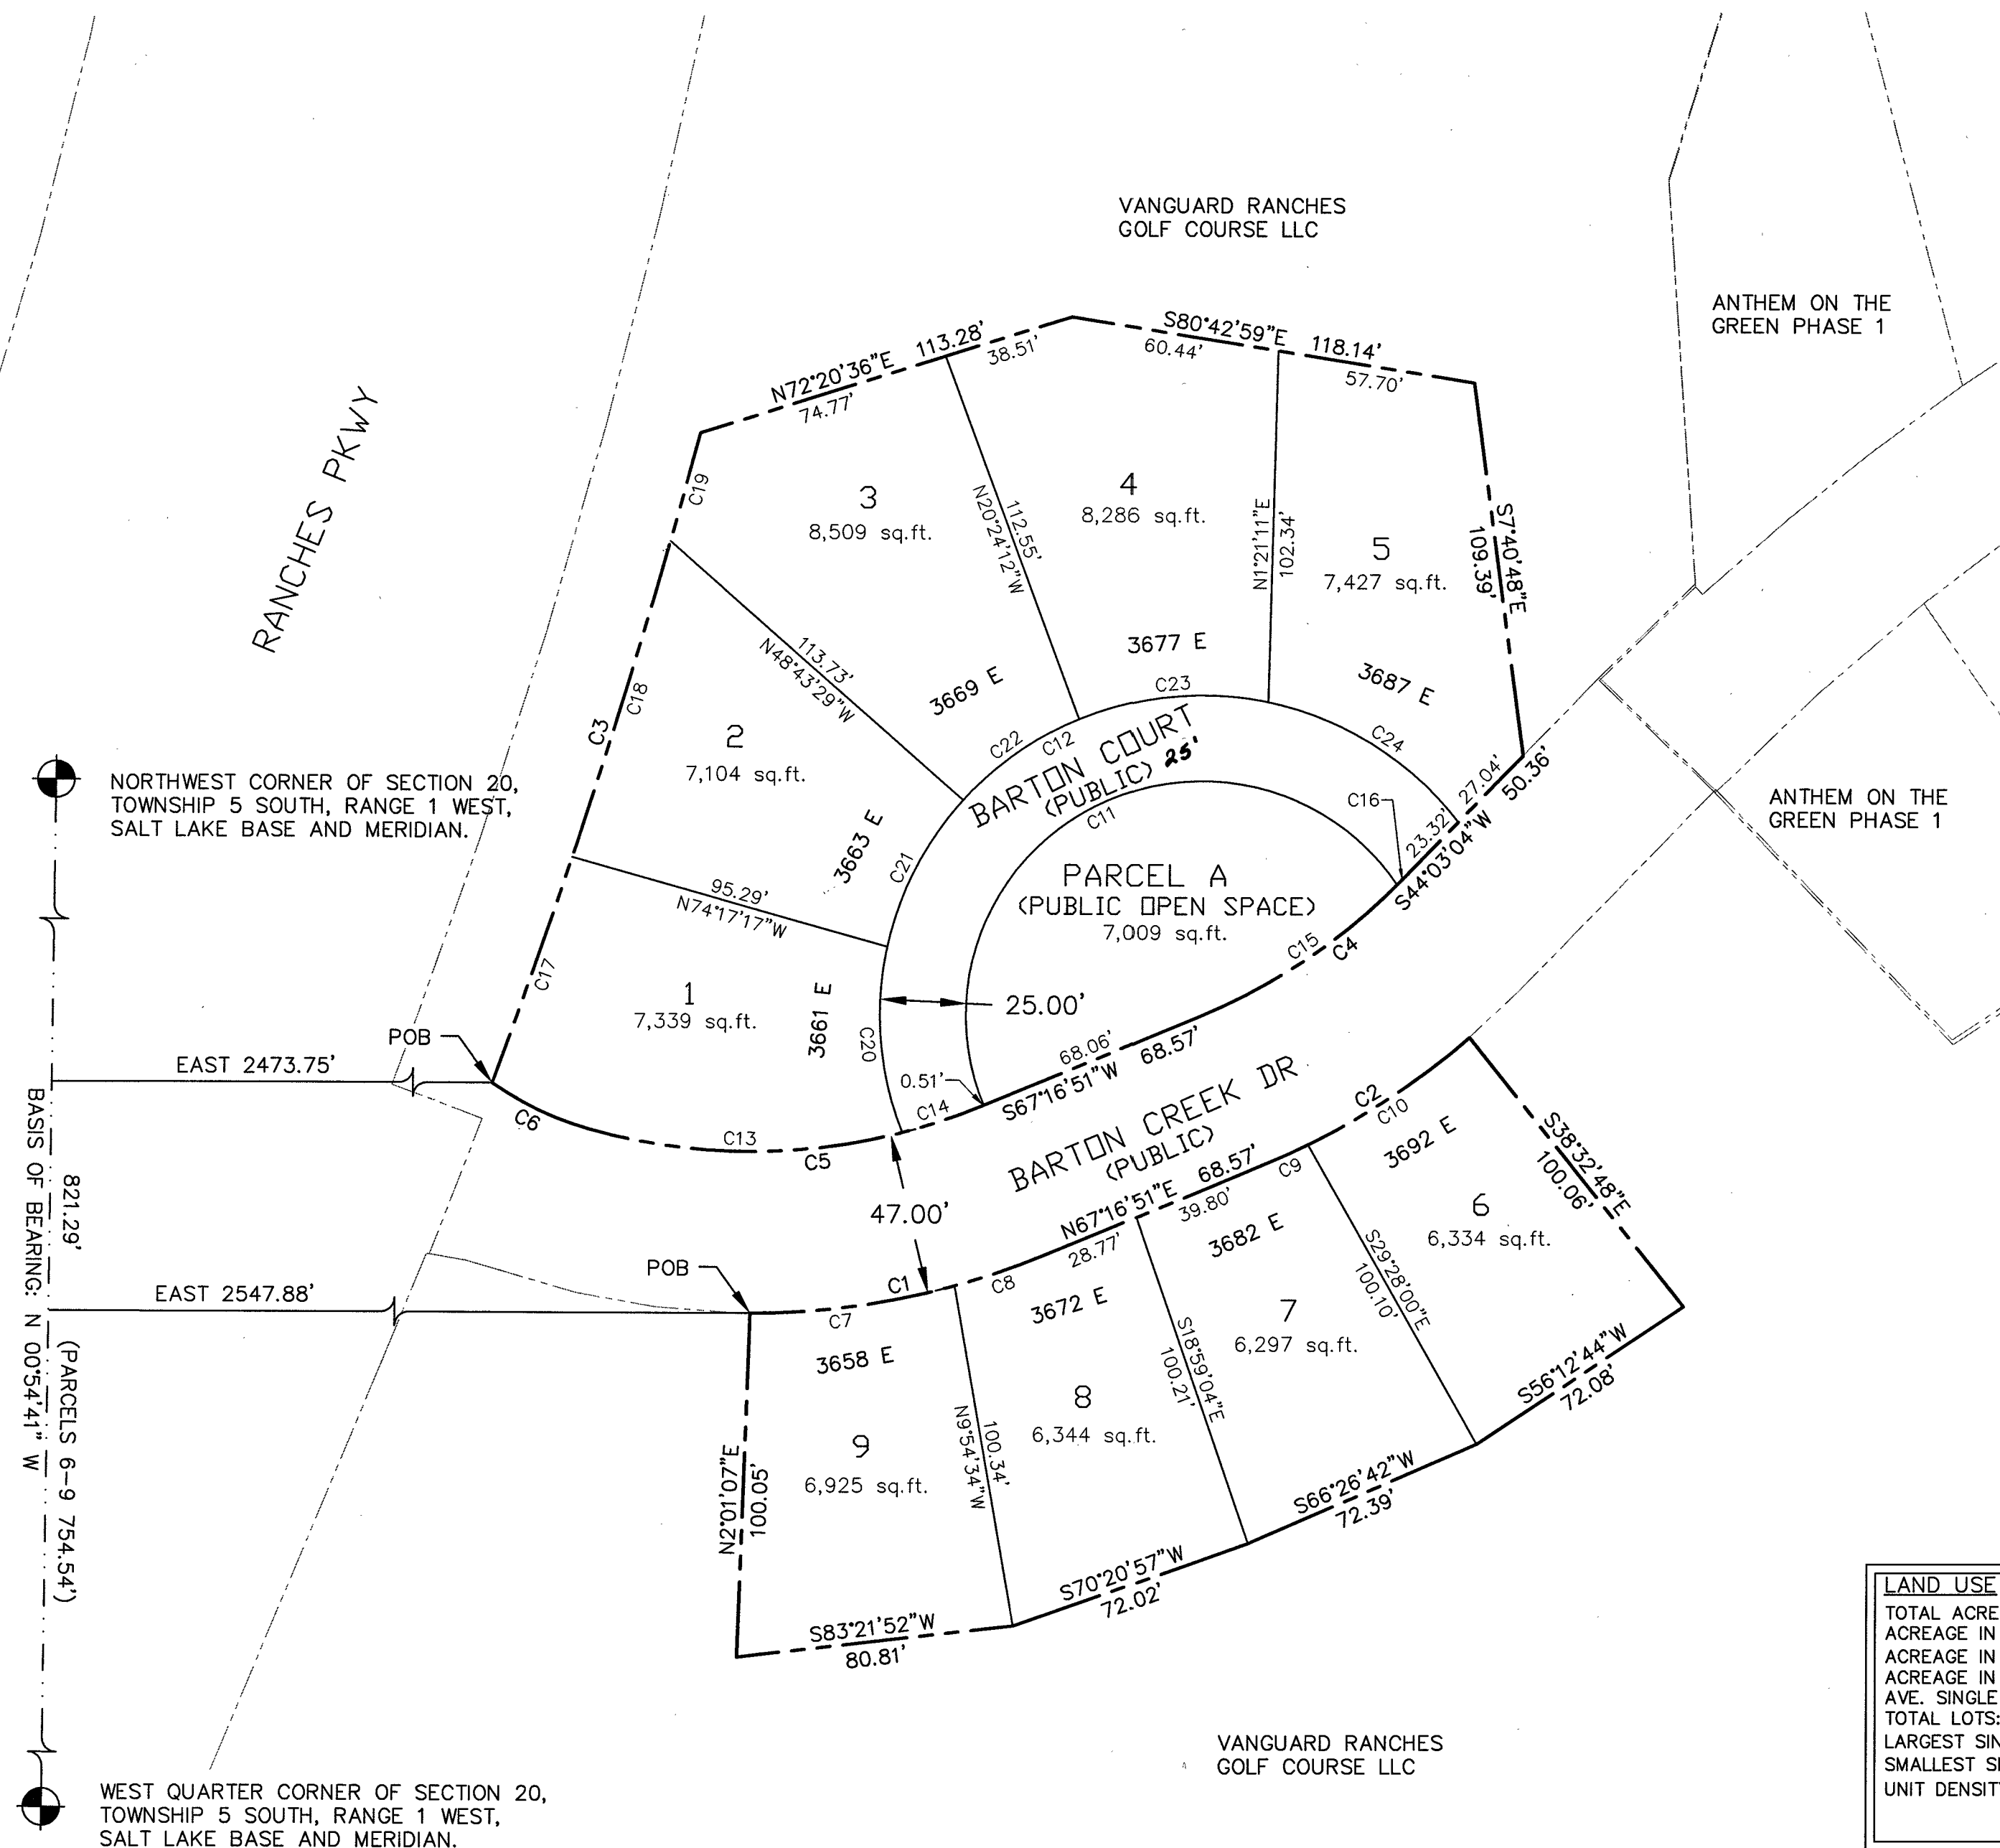 VANGUARD RANCHES
GOLF COURSE LLC
ANTHEM ON THE
GREEN PHASE 1
RANCHES PKWY
N72°20'36"E
113.28'
74.77'
38.51'
S80°42'59"E
118.14'
60.44'
57.70'
C19
3
8,509 sq.ft.
112.55'
N20°24'12"W
4
8,286 sq.ft.
N1°21'11"E
102.34'
5
7,427 sq.ft.
S7°40'48"E
109.39'
3669 E
3677 E
3687 E
C18
C3
113.73'
N48°43'29"W
2
7,104 sq.ft.
C22
C12
C23
C24
BARTON COURT
(PUBLIC) 25'
C11
C16
27.04'
50.36'
23.32'
S44°03'04"W
NORTHWEST CORNER OF SECTION 20,
TOWNSHIP 5 SOUTH, RANGE 1 WEST,
SALT LAKE BASE AND MERIDIAN.
ANTHEM ON THE
GREEN PHASE 1
3663 E
C21
95.29'
N74°17'17"W
PARCEL A
(PUBLIC OPEN SPACE)
7,009 sq.ft.
C15
C4
C17
1
7,339 sq.ft.
3661 E
C20
25.00'
POB
EAST 2473.75'
C6
C13
C5
C14
0.51'
68.06'
S67°16'51"W
68.57'
BARTON CREEK DR.
(PUBLIC)
47.00'
C2
C10
3692 E
S38°32'48"E
100.06'
6
6,334 sq.ft.
N67°16'51"E
68.57'
C9
39.80'
28.77'
3682 E
S29°28'00"E
100.10'
7
6,297 sq.ft.
POB
EAST 2547.88'
C1
C7
C8
3672 E
3658 E
S18°59'04"E
100.21'
8
6,344 sq.ft.
100.34'
N9°54'34"W
9
6,925 sq.ft.
N2°01'07"E
100.05'
S83°21'52"W
80.81'
S70°20'57"W
72.02'
S66°26'42"W
72.39'
S56°12'44"W
72.08'
821.29'
(PARCELS 6-9 754.54')
BASIS OF BEARING: N 00°54'41" W
VANGUARD RANCHES
GOLF COURSE LLC
WEST QUARTER CORNER OF SECTION 20,
TOWNSHIP 5 SOUTH, RANGE 1 WEST,
SALT LAKE BASE AND MERIDIAN.
LAND USE
TOTAL ACRE
ACREAGE IN
ACREAGE IN
ACREAGE IN
AVE. SINGLE
TOTAL LOTS:
LARGEST SIN
SMALLEST SI
UNIT DENSIT